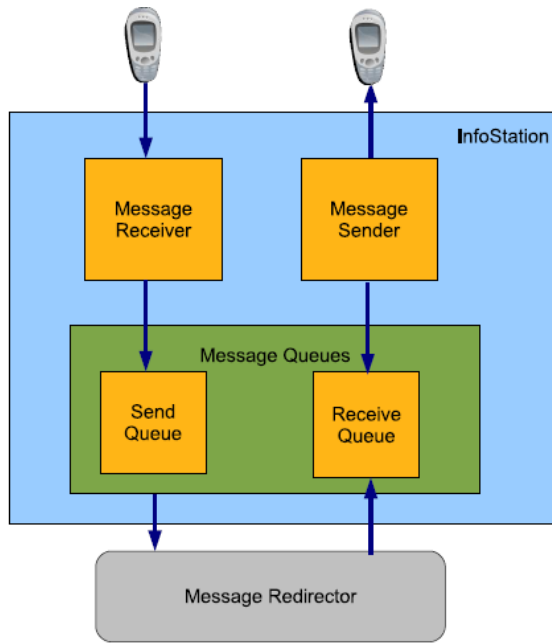 InfoStation
Message
Receiver
Message
Sender
Message Queues
Send
Queue
Receive
Queue
Message Redirector